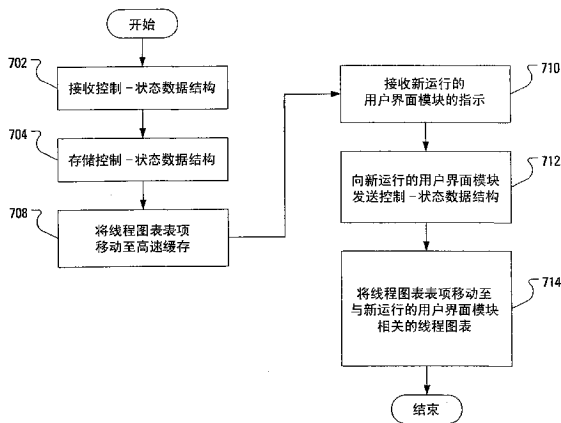 开始
702
接收控制－状态数据结构
704
存储控制－状态数据结构
708
将线程图表表项
移动至高速缓存
710
接收新运行的
用户界面模块的指示
712
向新运行的用户界面模块
发送控制－状态数据结构
714
将线程图表表项移动至
与新运行的用户界面模块
相关的线程图表
结束